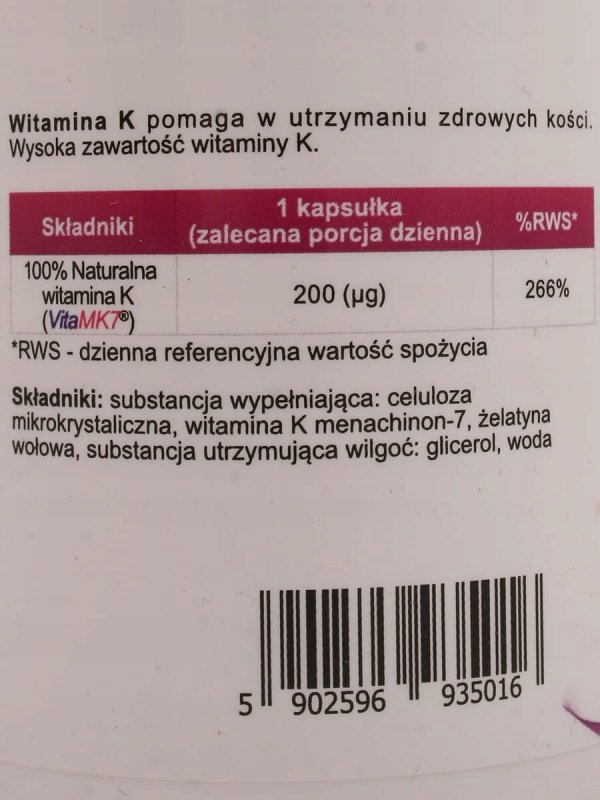 Witamina K pomaga w utrzymaniu zdrowych kości.
Wysoka zawartość witaminy K.
Składniki
1 kapsułka
(zalecana porcja dzienna)
%RWS*
100% Naturalna
witamina K
(VitaMK7®)
200 (µg)
266%
*RWS - dzienna referencyjna wartość spożycia
Składniki: substancja wypełniająca: celuloza
mikrokrystaliczna, witamina K menachinon-7, żelatyna
wołowa, substancja utrzymująca wilgoć: glicerol, woda
5 902596 935016